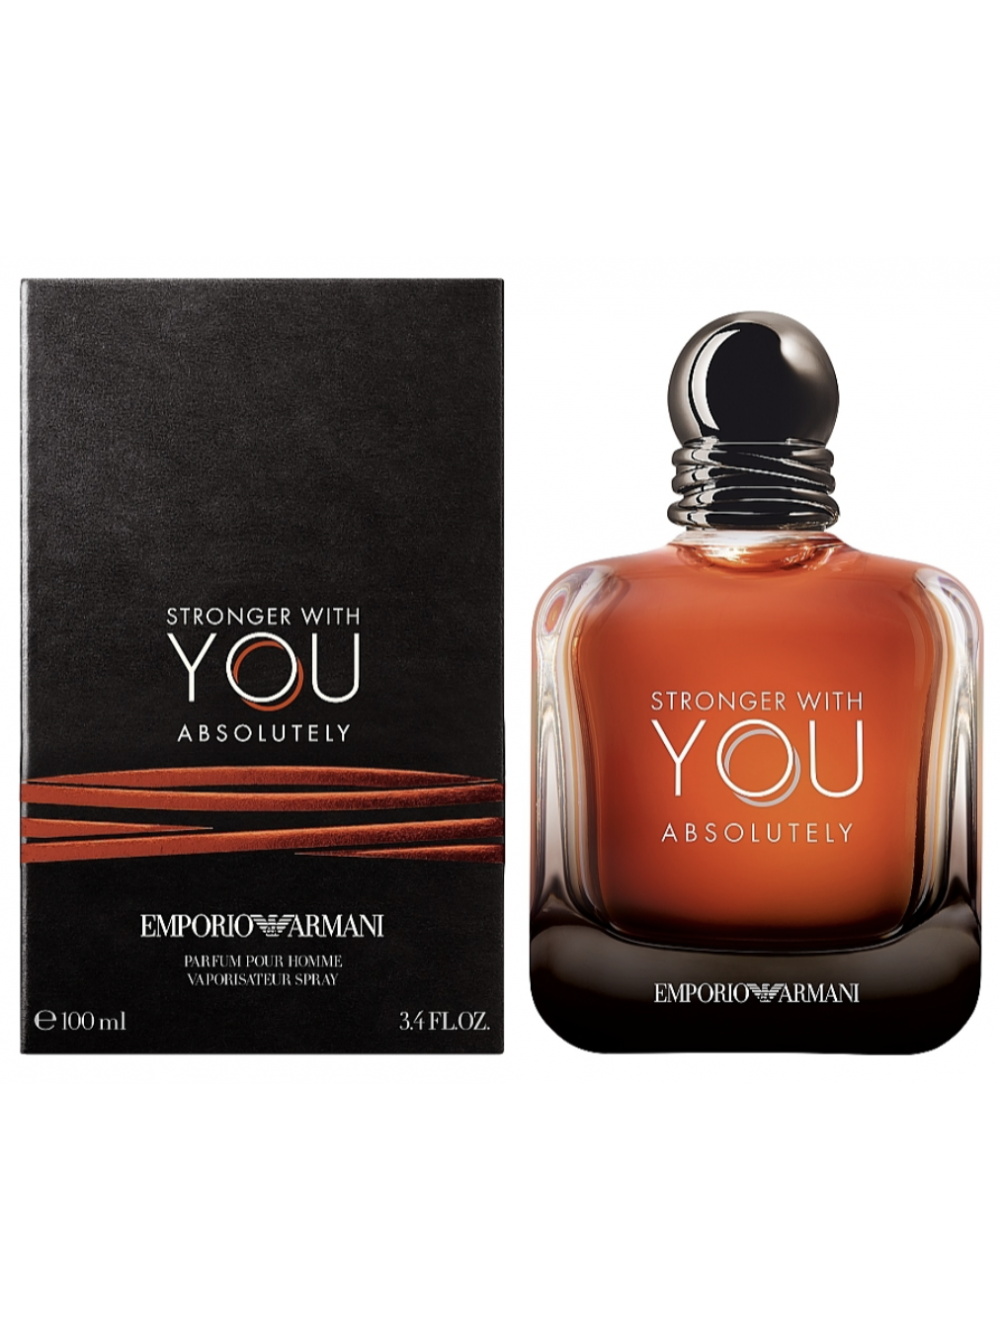 STRONGER WITH
YOU
ABSOLUTELY
EMPORIO ARMANI
PARFUM POUR HOMME
VAPORISATEUR SPRAY
℮ 100 ml
3.4 FL.OZ.
STRONGER WITH
YOU
ABSOLUTELY
EMPORIO ARMANI